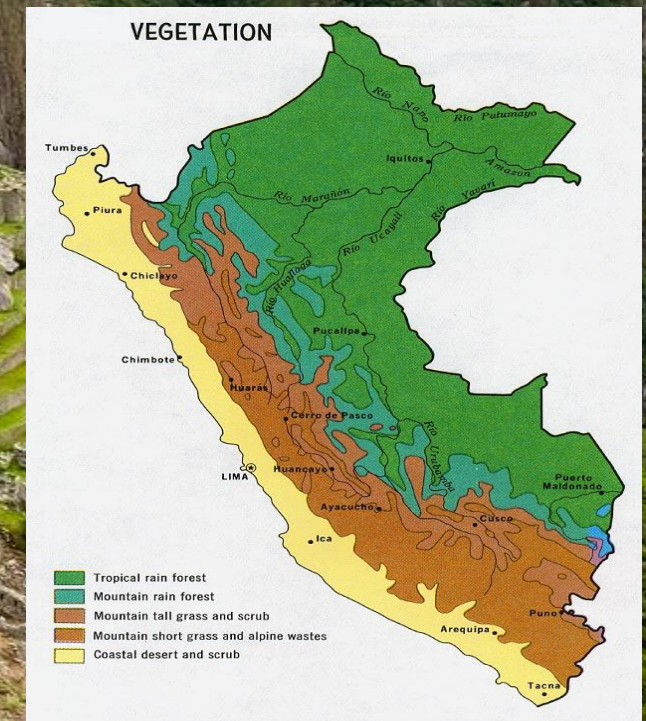 VEGETATION
Río Napo
Río Putumayo
Tumbes
Iquitos
Amazon
Río Yavarí
Río Marañón
Piura
Río Ucayali
Chiclayo
Río Huallaga
Pucallpa
Chimbote
Huarás
Cerro de Pasco
Río Urubamba
LIMA
Huancayo
Puerto
Maldonado
Ayacucho
Cusco
Ica
Tropical rain forest
Mountain rain forest
Mountain tall grass and scrub
Puno
Mountain short grass and alpine wastes
Arequipa
Coastal desert and scrub
Tacna